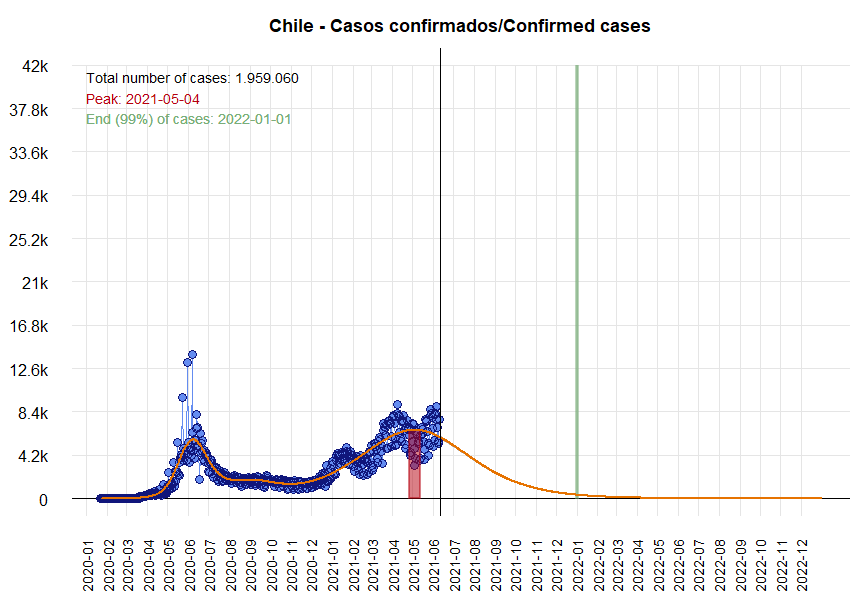 Chile - Casos confirmados/Confirmed cases
42k
Total number of cases: 1.959.060
Peak: 2021-05-04
End (99%) of cases: 2022-01-01
37.8k
33.6k
29.4k
25.2k
21k
16.8k
12.6k
8.4k
4.2k
0
2020-01
2020-02
2020-03
2020-04
2020-05
2020-06
2020-07
2020-08
2020-09
2020-10
2020-11
2020-12
2021-01
2021-02
2021-03
2021-04
2021-05
2021-06
2021-07
2021-08
2021-09
2021-10
2021-11
2021-12
2022-01
2022-02
2022-03
2022-04
2022-05
2022-06
2022-07
2022-08
2022-09
2022-10
2022-11
2022-12